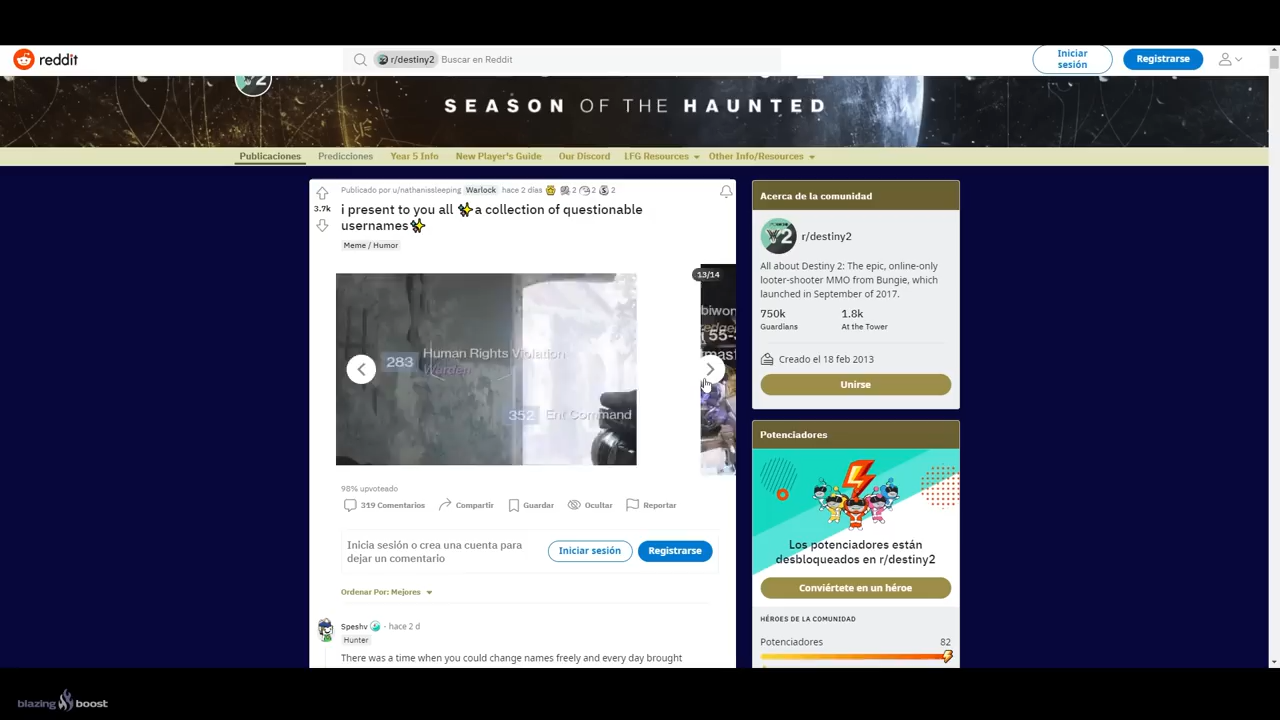 reddit
r/destiny2
Buscar en Reddit
Iniciar
sesión
Registrarse
SEASON OF THE HAUNTED
Publicaciones
Predicciones
Year 5 Info
New Player's Guide
Our Discord
LFG Resources
Other Info/Resources
Publicado por u/nathanissleeping
Warlock
hace 2 días
2
2
2
3.7k
i present to you all ✨a collection of questionable
usernames✨
Meme / Humor
13/14
283
Human Rights Violation
Warden
352
Ent Command
biwon
55-
98% upvoteado
319 Comentarios
Compartir
Guardar
Ocultar
Reportar
Inicia sesión o crea una cuenta para
dejar un comentario
Iniciar sesión
Registrarse
Ordenar Por: Mejores
Speshv
· hace 2 d
Hunter
There was a time when you could change names freely and every day brought
Acerca de la comunidad
r/destiny2
All about Destiny 2: The epic, online-only
looter-shooter MMO from Bungie, which
launched in September of 2017.
750k
1.8k
Guardians
At the Tower
Creado el 18 feb 2013
Unirse
Potenciadores
Los potenciadores están
desbloqueados en r/destiny2
Conviértete en un héroe
HÉROES DE LA COMUNIDAD
Potenciadores
82
blazing boost